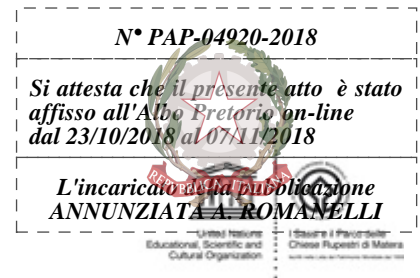 N° PAP-04920-2018
Si attesta che il presente atto è stato
affisso all'Albo Pretorio on-line
dal 23/10/2018 al 07/11/2018
L'incaricato della pubblicazione
ANNUNZIATA A. ROMANELLI
REPUBBLICA ITALIANA
United Nations
Educational, Scientific and
Cultural Organization
I Sassi e il Parco delle
Chiese Rupestri di Matera